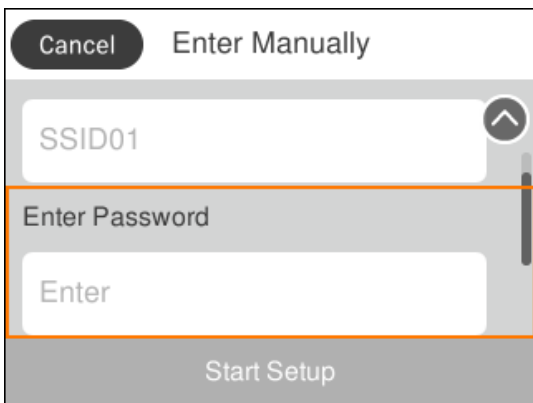 Cancel Enter Manually
SSID01
Enter Password
Enter
Start Setup